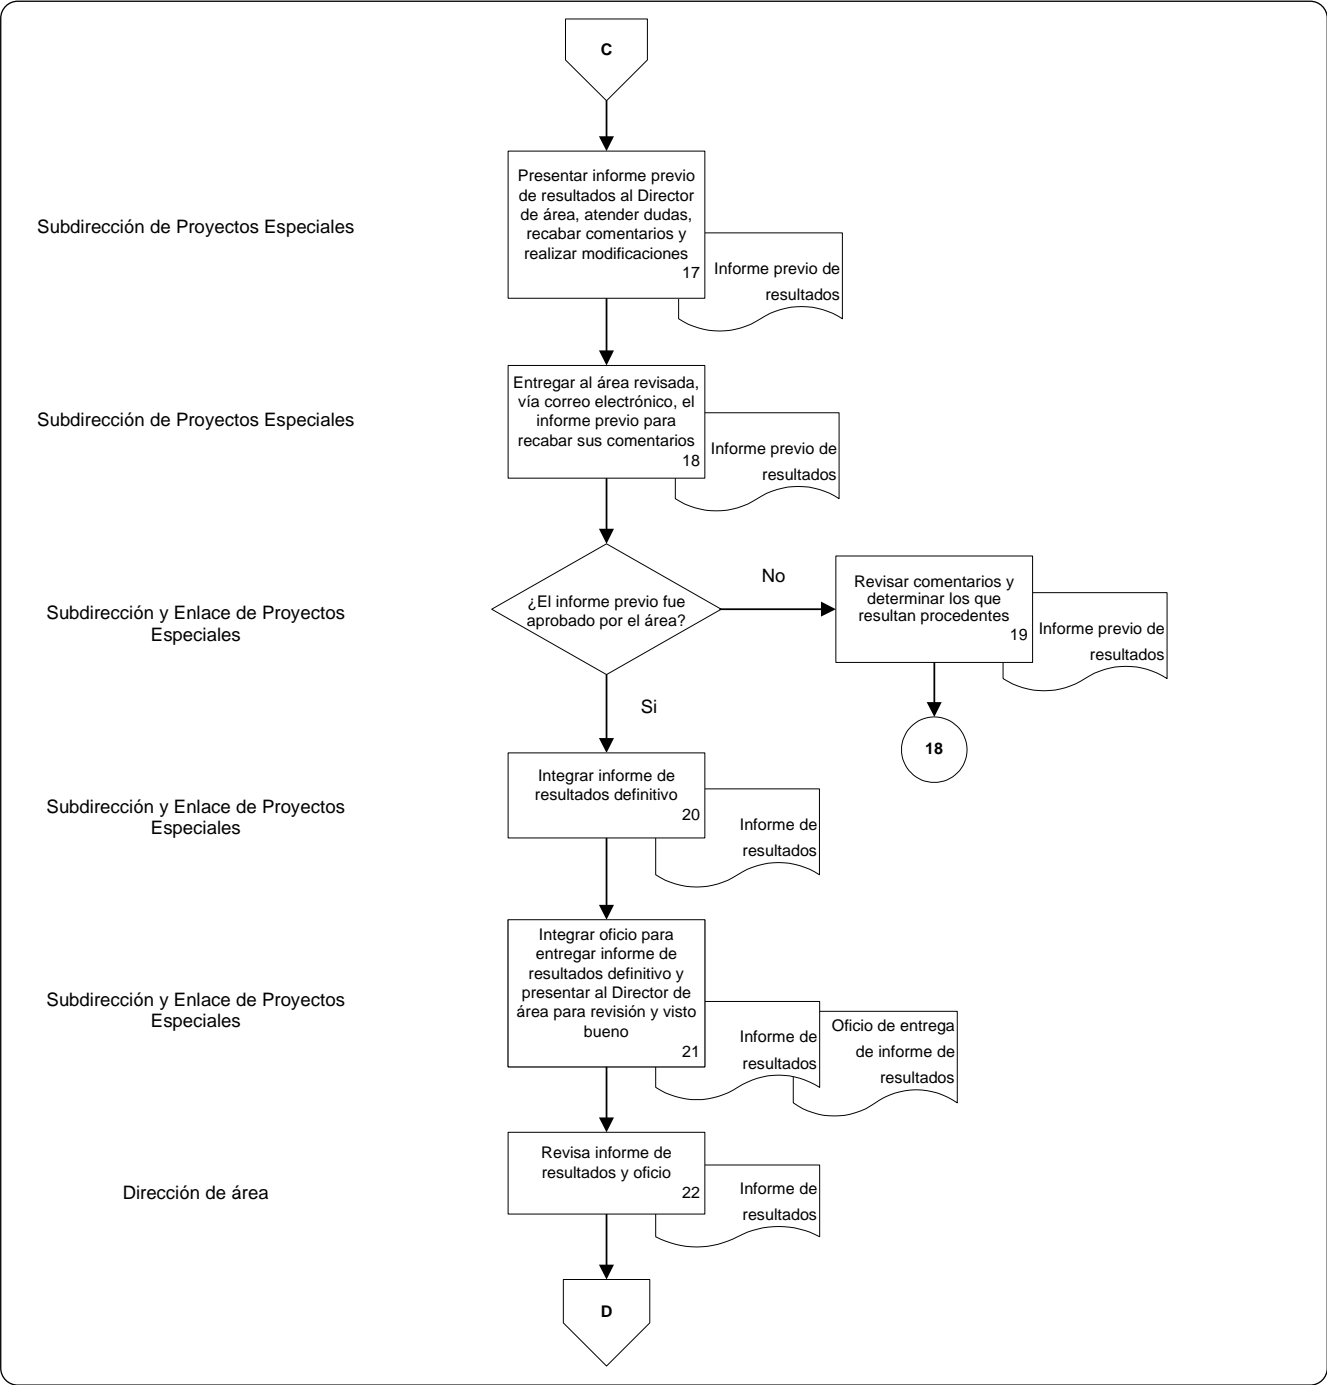 C
Subdirección de Proyectos Especiales
Presentar informe previo
de resultados al Director
de área, atender dudas,
recabar comentarios y
realizar modificaciones
17
Informe previo de
resultados
Subdirección de Proyectos Especiales
Entregar al área revisada,
vía correo electrónico, el
informe previo para
recabar sus comentarios
18
Informe previo de
resultados
Subdirección y Enlace de Proyectos
Especiales
¿El informe previo fue
aprobado por el área?
No
Revisar comentarios y
determinar los que
resultan procedentes
19
Informe previo de
resultados
18
Si
Subdirección y Enlace de Proyectos
Especiales
Integrar informe de
resultados definitivo
20
Informe de
resultados
Subdirección y Enlace de Proyectos
Especiales
Integrar oficio para
entregar informe de
resultados definitivo y
presentar al Director de
área para revisión y visto
bueno
21
Informe de
resultados
Oficio de entrega
de informe de
resultados
Dirección de área
Revisa informe de
resultados y oficio
22
Informe de
resultados
D